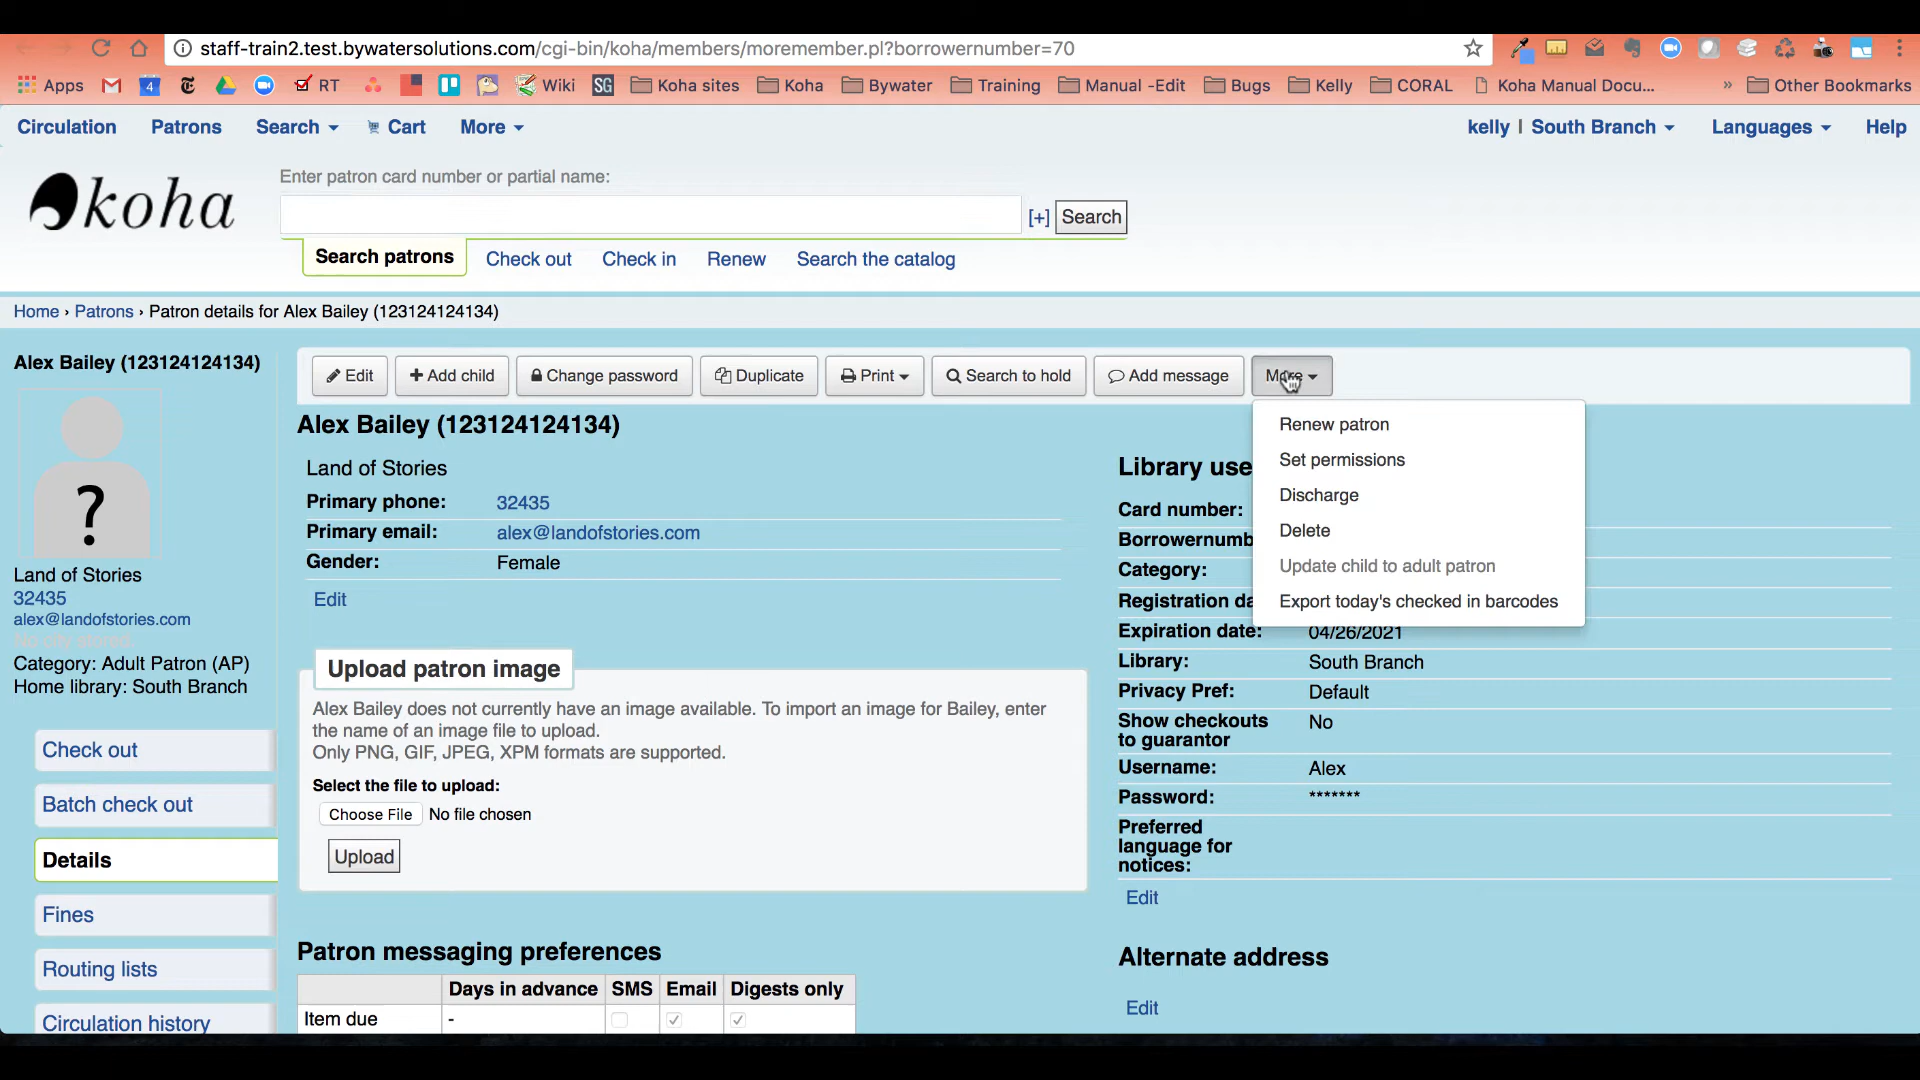 staff-train2.test.bywatersolutions.com/cgi-bin/koha/members/moremember.pl?borrowernumber=70
Apps 4 RT Wiki SG Koha sites Koha Bywater Training Manual -Edit Bugs Kelly CORAL Koha Manual Docu... » Other Bookmarks
Circulation Patrons Search Cart More kelly | South Branch Languages Help
Enter patron card number or partial name:
koha
[+] Search
Search patrons Check out Check in Renew Search the catalog
Home › Patrons › Patron details for Alex Bailey (123124124134)
Alex Bailey (123124124134)
?
Land of Stories
32435
alex@landofstories.com
No city stored.
Category: Adult Patron (AP)
Home library: South Branch
Check out
Batch check out
Details
Fines
Routing lists
Circulation history
Edit + Add child Change password Duplicate Print Search to hold Add message More
Renew patron
Set permissions
Discharge
Delete
Update child to adult patron
Export today's checked in barcodes
Alex Bailey (123124124134)
Land of Stories
Primary phone: 32435
Primary email: alex@landofstories.com
Gender: Female
Edit
Upload patron image
Alex Bailey does not currently have an image available. To import an image for Bailey, enter
the name of an image file to upload.
Only PNG, GIF, JPEG, XPM formats are supported.
Select the file to upload:
Choose File No file chosen
Upload
Patron messaging preferences
Days in advance SMS Email Digests only
Item due -
Library use
Card number:
Borrowernumb
Category:
Registration da
Expiration date: 04/26/2021
Library: South Branch
Privacy Pref: Default
Show checkouts No
to guarantor
Username: Alex
Password: *******
Preferred
language for
notices:
Edit
Alternate address
Edit